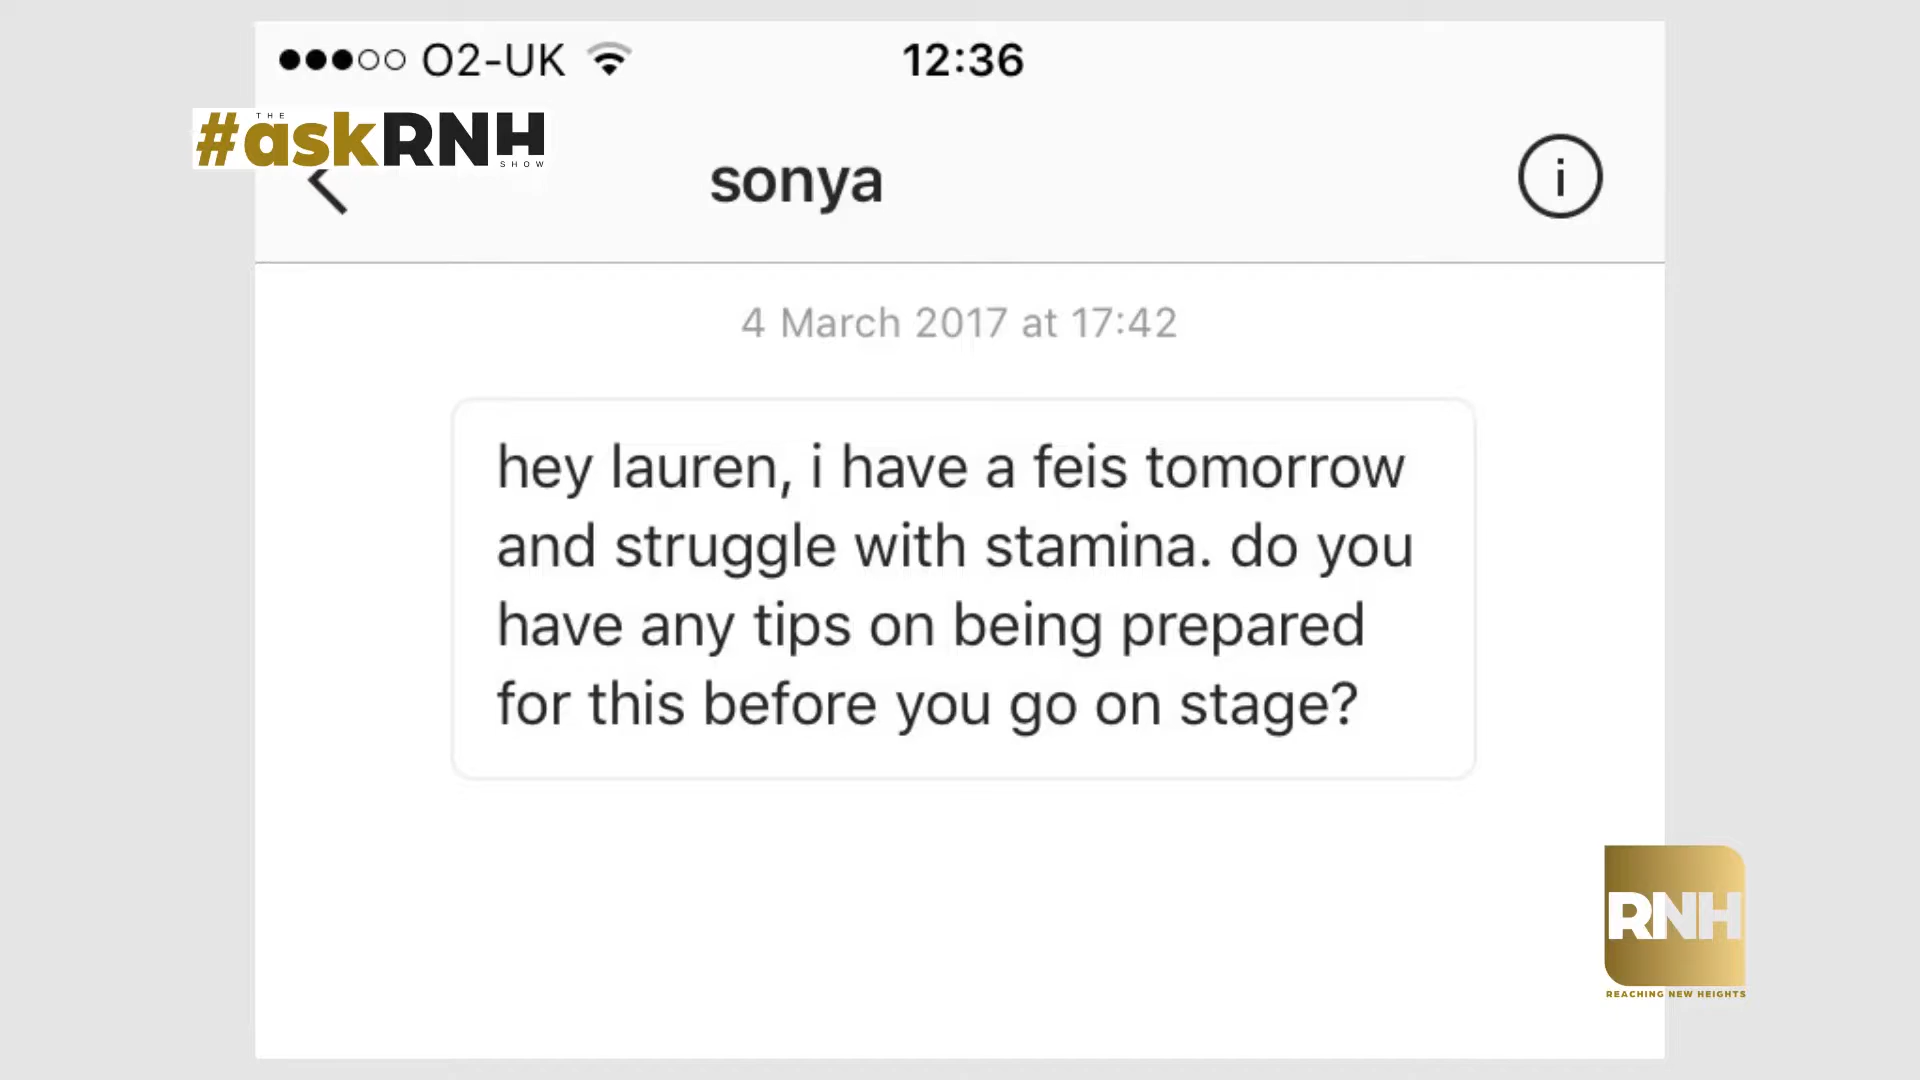 ●●●○○ O2-UK 12:36
THE
#askRNH
SHOW
sonya
i
4 March 2017 at 17:42
hey lauren, i have a feis tomorrow
and struggle with stamina. do you
have any tips on being prepared
for this before you go on stage?
RNH
REACHING NEW HEIGHTS